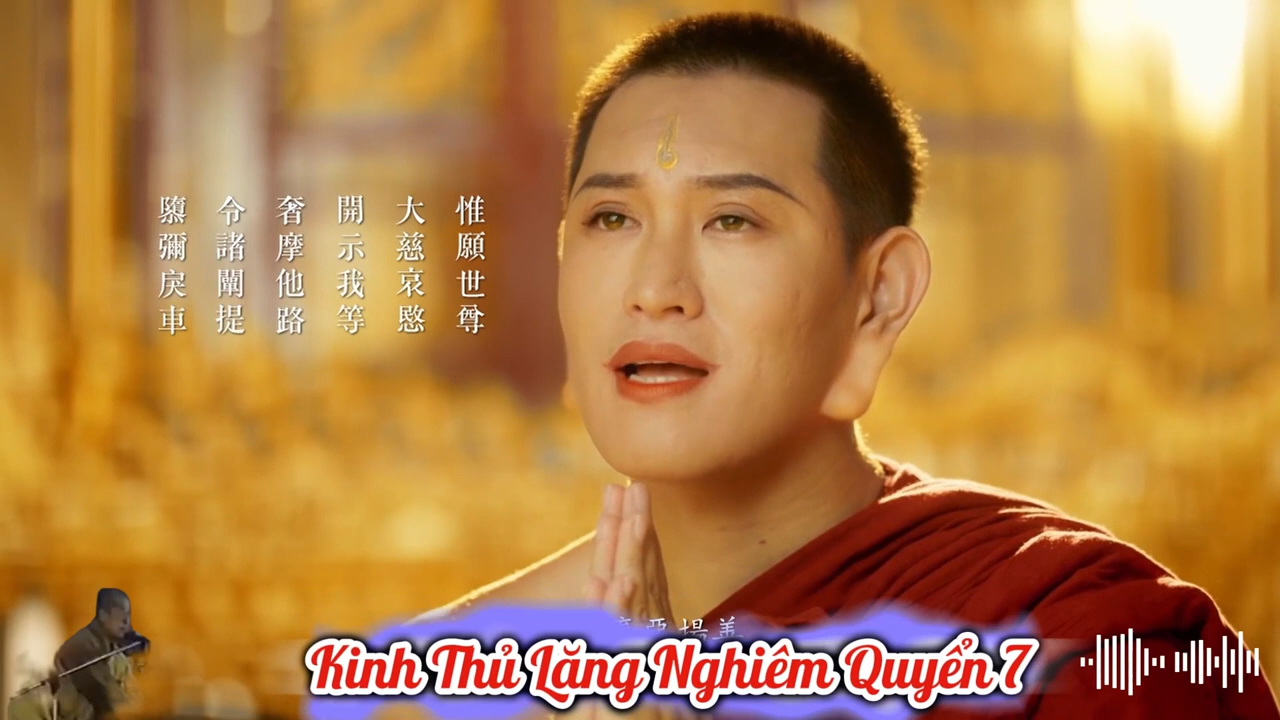 惟願世尊
大慈哀愍
開示我等
奢摩他路
令諸闡提
隳彌戾車
Kinh Thủ Lăng Nghiêm Quyển 7